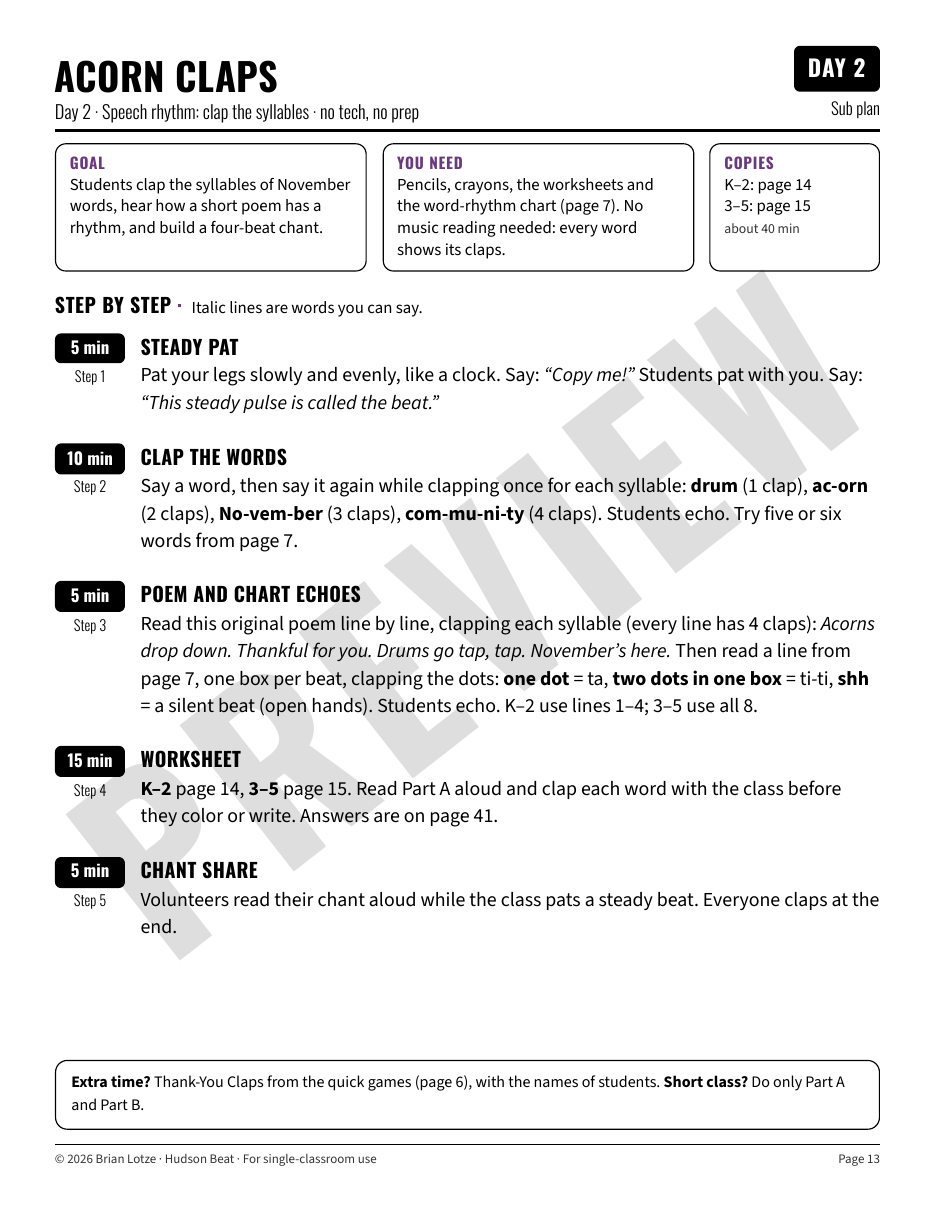 ACORN CLAPS
DAY 2
Day 2 · Speech rhythm: clap the syllables · no tech, no prep
Sub plan
GOAL
Students clap the syllables of November
words, hear how a short poem has a
rhythm, and build a four-beat chant.
YOU NEED
Pencils, crayons, the worksheets and
the word-rhythm chart (page 7). No
music reading needed: every word
shows its claps.
COPIES
K–2: page 14
3–5: page 15
about 40 min
STEP BY STEP · Italic lines are words you can say.
5 min
Step 1
STEADY PAT
Pat your legs slowly and evenly, like a clock. Say: “Copy me!” Students pat with you. Say:
“This steady pulse is called the beat.”
10 min
Step 2
CLAP THE WORDS
Say a word, then say it again while clapping once for each syllable: drum (1 clap), ac-orn
(2 claps), No-vem-ber (3 claps), com-mu-ni-ty (4 claps). Students echo. Try five or six
words from page 7.
5 min
Step 3
POEM AND CHART ECHOES
Read this original poem line by line, clapping each syllable (every line has 4 claps): Acorns
drop down. Thankful for you. Drums go tap, tap. November’s here. Then read a line from
page 7, one box per beat, clapping the dots: one dot = ta, two dots in one box = ti-ti, shh
= a silent beat (open hands). Students echo. K–2 use lines 1–4; 3–5 use all 8.
15 min
Step 4
WORKSHEET
K–2 page 14, 3–5 page 15. Read Part A aloud and clap each word with the class before
they color or write. Answers are on page 41.
5 min
Step 5
CHANT SHARE
Volunteers read their chant aloud while the class pats a steady beat. Everyone claps at the
end.
PREVIEW
Extra time? Thank-You Claps from the quick games (page 6), with the names of students. Short class? Do only Part A
and Part B.
© 2026 Brian Lotze · Hudson Beat · For single-classroom use
Page 13